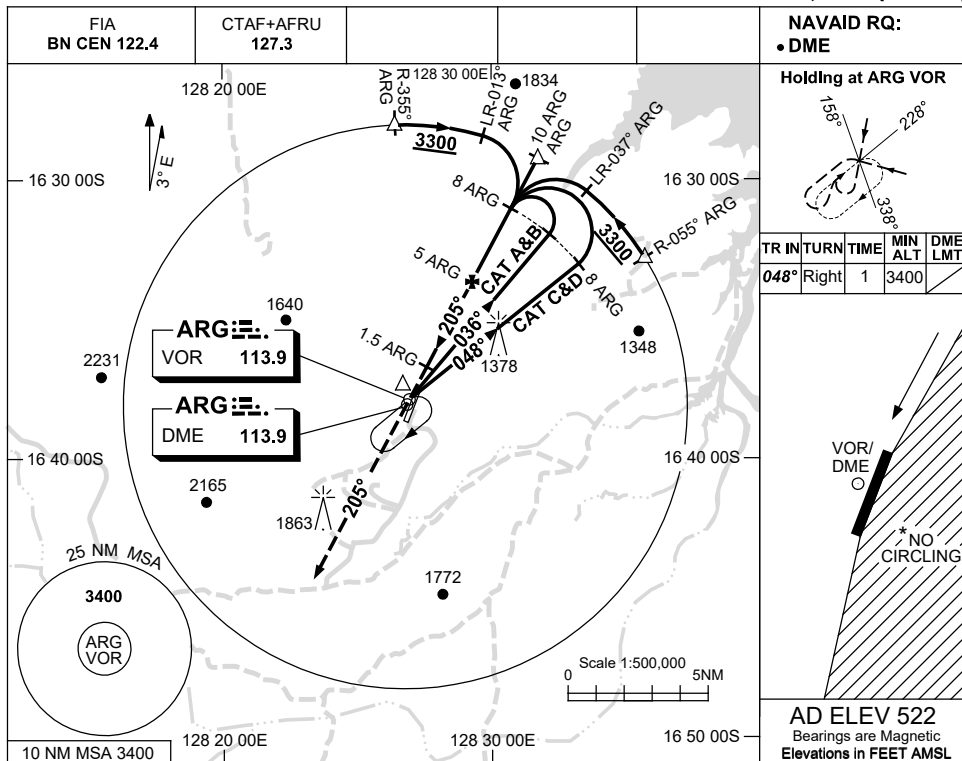 FIA
BN CEN 122.4
CTAF+AFRU
127.3
NAVAID RQ:
• DME
Holding at ARG VOR
158°
228°
338°
TR IN TURN TIME MIN ALT DME LMT
048° Right 1 3400
128 20 00E
128 30 00E
R-355° ARG
LR-013° ARG
1834
10 ARG
ARG
LR-037° ARG
3300
3° E
16 30 00S
16 30 00S
8 ARG
3300
R-055° ARG
5 ARG
CAT A&B
CAT C&D
8 ARG
205°
036°
048°
1640
1.5 ARG
1378
1348
ARG
VOR 113.9
2231
ARG
DME 113.9
16 40 00S
16 40 00S
VOR/
DME
* NO
CIRCLING
2165
1863
205°
25 NM MSA
3400
ARG
VOR
1772
Scale 1:500,000
0 5NM
10 NM MSA 3400
128 20 00E
128 30 00E
16 50 00S
AD ELEV 522
Bearings are Magnetic
Elevations in FEET AMSL